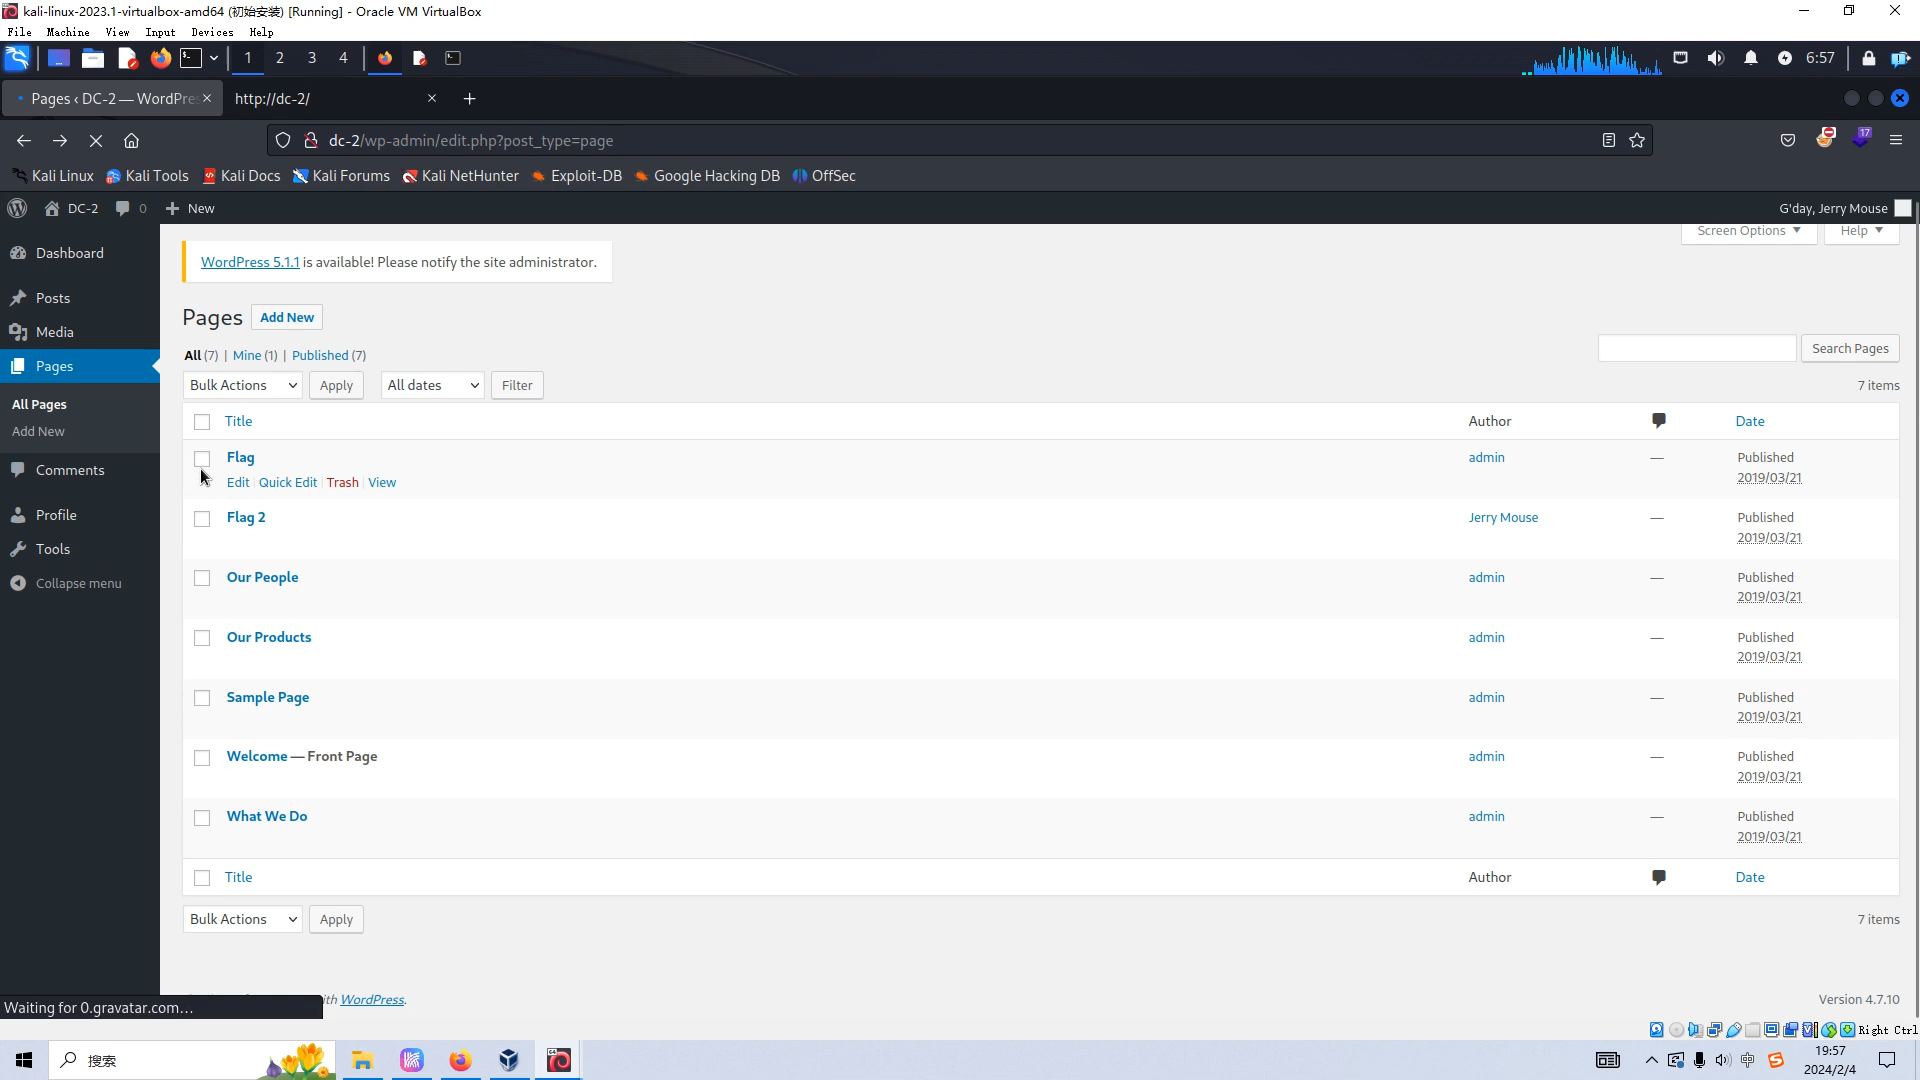 kali-linux-2023.1-virtualbox-amd64 (初始安装) [Running] - Oracle VM VirtualBox
File Machine View Input Devices Help
1 2 3 4 6:57
Pages ‹ DC-2 — WordPres http://dc-2/
dc-2/wp-admin/edit.php?post_type=page 17
Kali Linux Kali Tools Kali Docs Kali Forums Kali NetHunter Exploit-DB Google Hacking DB OffSec
DC-2 0 New G'day, Jerry Mouse
Screen Options Help
Dashboard
Posts
Media
Pages
All Pages
Add New
Comments
Profile
Tools
Collapse menu
WordPress 5.1.1 is available! Please notify the site administrator.
Pages Add New
All (7) | Mine (1) | Published (7)
Search Pages
Bulk Actions Apply All dates Filter 7 items
Title Author Date
Flag admin Published
Edit | Quick Edit | Trash | View 2019/03/21
Flag 2 Jerry Mouse Published
2019/03/21
Our People admin Published
2019/03/21
Our Products admin Published
2019/03/21
Sample Page admin Published
2019/03/21
Welcome — Front Page admin Published
2019/03/21
What We Do admin Published
2019/03/21
Title Author Date
Bulk Actions Apply 7 items
WordPress. Version 4.7.10
Waiting for 0.gravatar.com…
Right Ctrl
搜索 中 19:57
2024/2/4